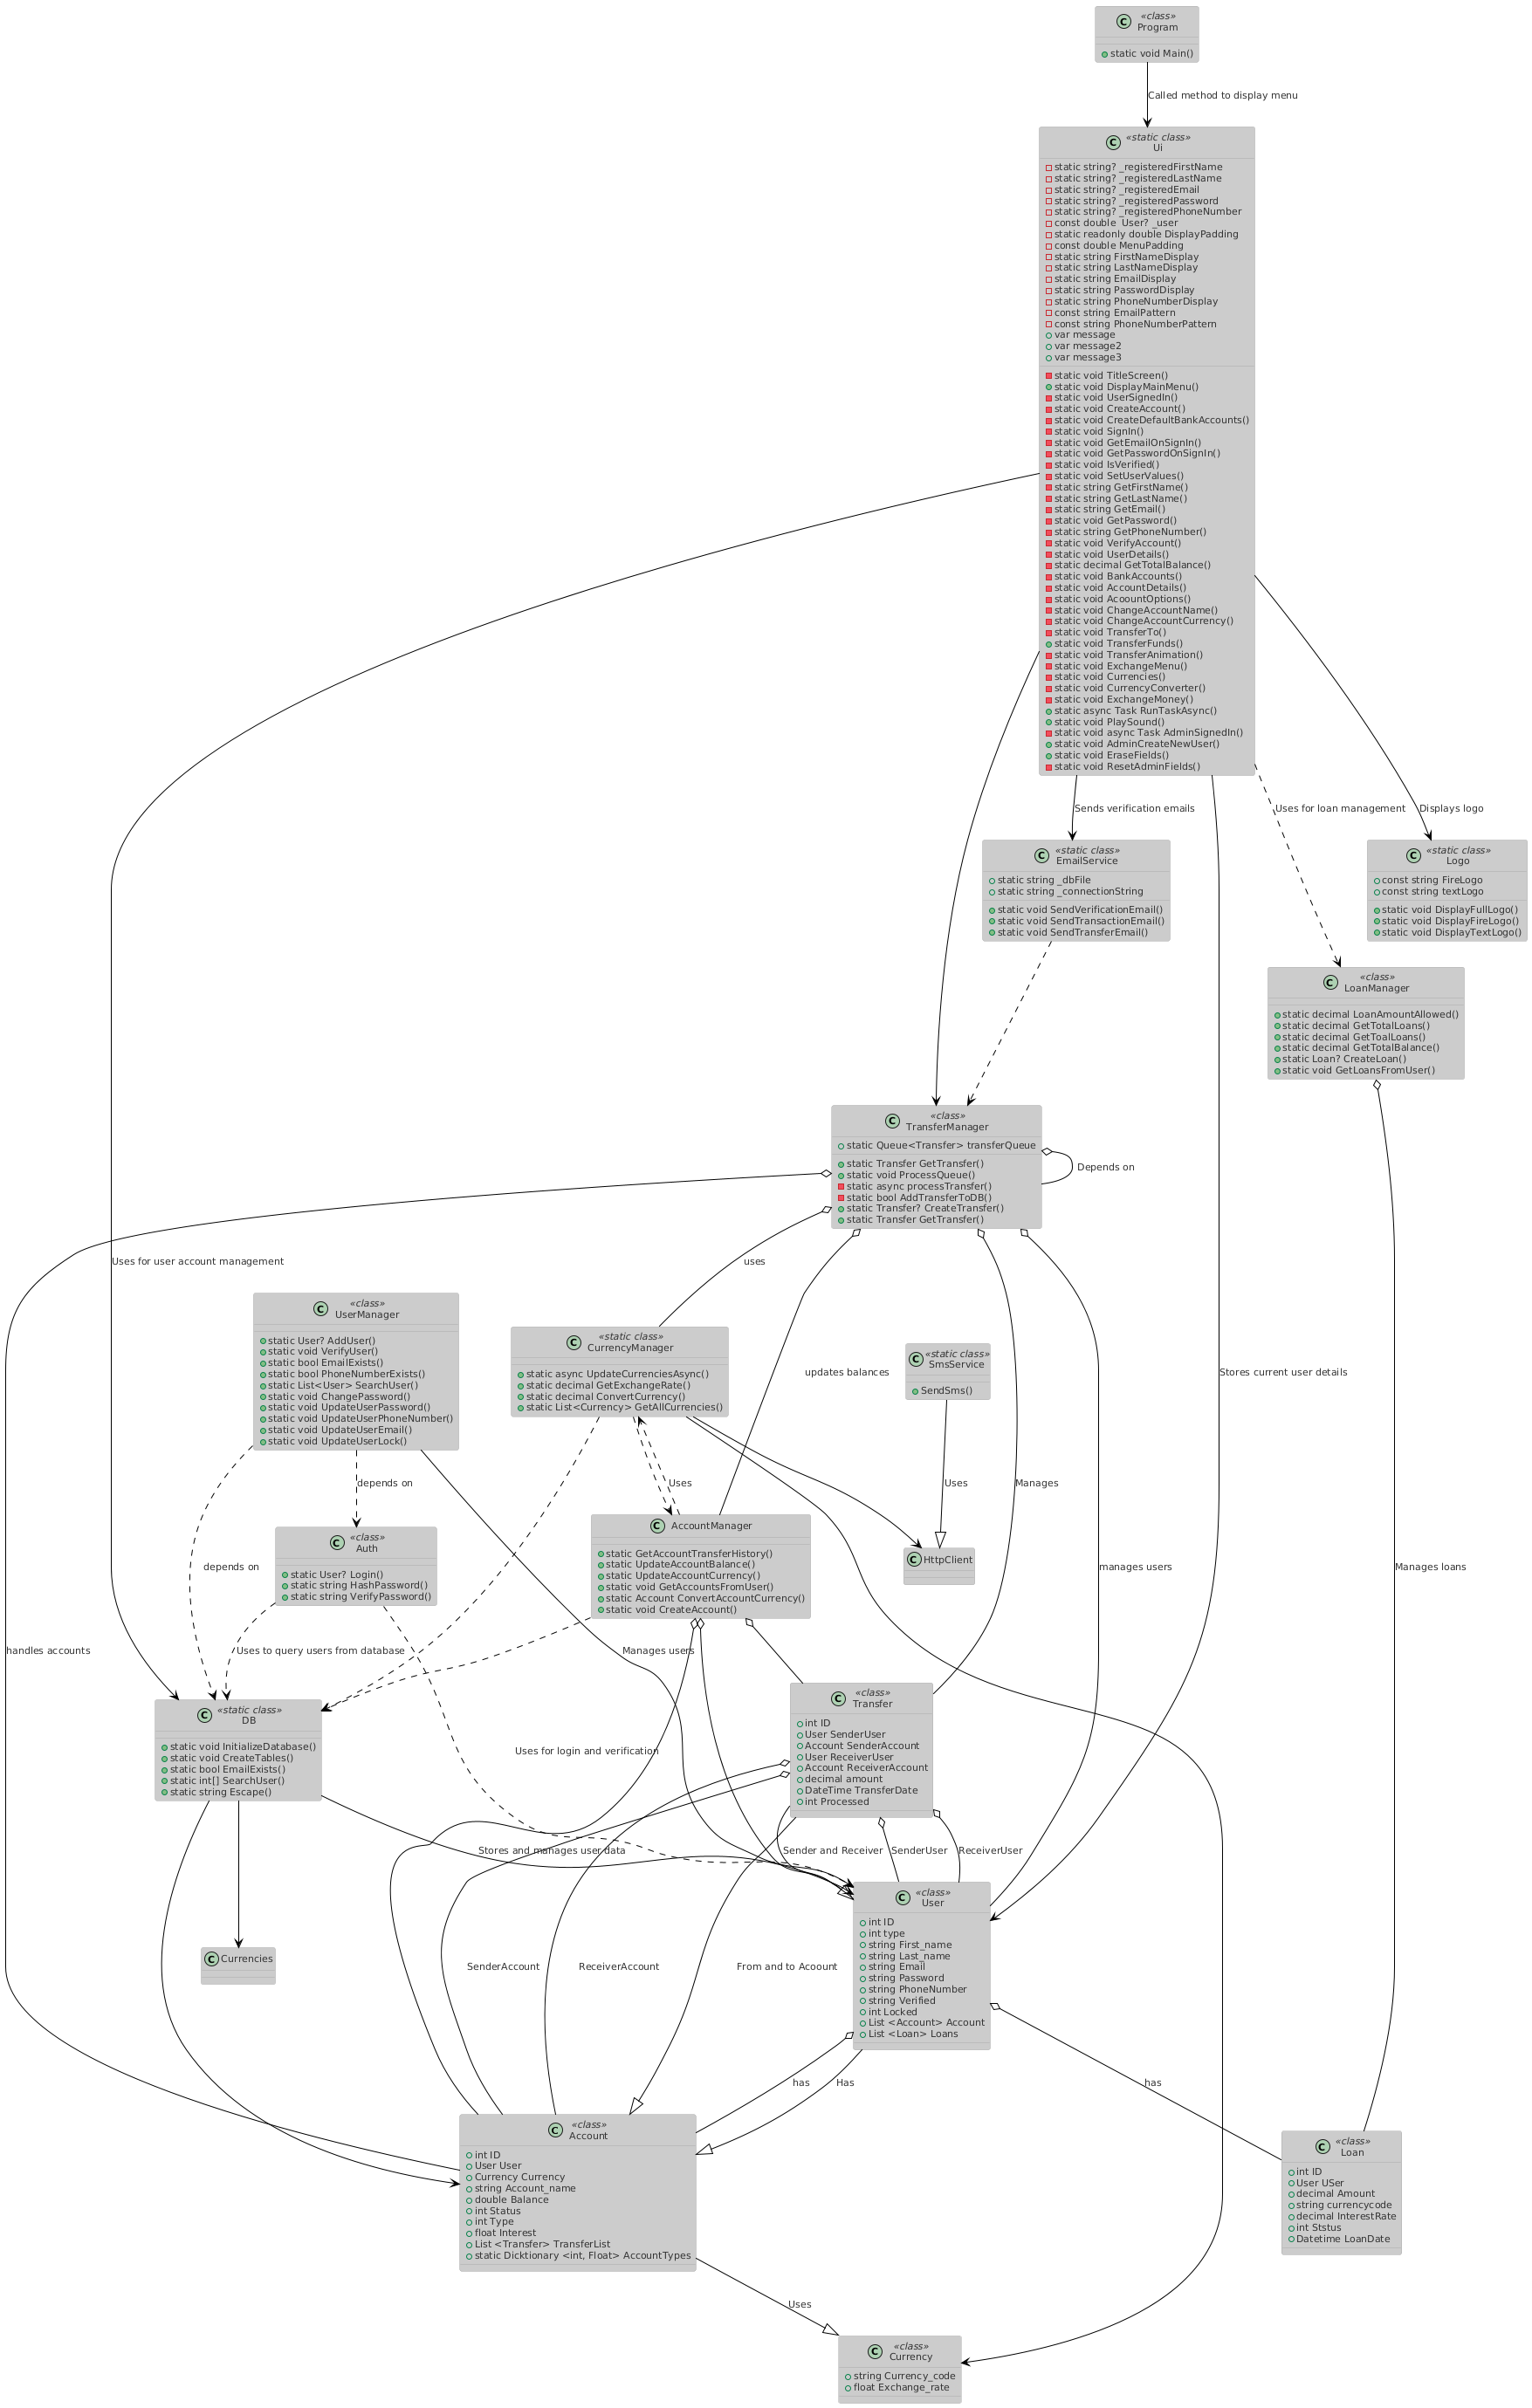 «class»
Program
static void Main()
Called method to display menu
«static class»
Ui
static string? _registeredFirstName
static string? _registeredLastName
static string? _registeredEmail
static string? _registeredPassword
static string? _registeredPhoneNumber
const double  User? _user
static readonly double DisplayPadding
const double MenuPadding
static string FirstNameDisplay
static string LastNameDisplay
static string EmailDisplay
static string PasswordDisplay
static string PhoneNumberDisplay
const string EmailPattern
const string PhoneNumberPattern
var message
var message2
var message3
static void TitleScreen()
static void DisplayMainMenu()
static void UserSignedIn()
static void CreateAccount()
static void CreateDefaultBankAccounts()
static void SignIn()
static void GetEmailOnSignIn()
static void GetPasswordOnSignIn()
static void IsVerified()
static void SetUserValues()
static string GetFirstName()
static string GetLastName()
static string GetEmail()
static void GetPassword()
static string GetPhoneNumber()
static void VerifyAccount()
static void UserDetails()
static decimal GetTotalBalance()
static void BankAccounts()
static void AccountDetails()
static void AcoountOptions()
static void ChangeAccountName()
static void ChangeAccountCurrency()
static void TransferTo()
static void TransferFunds()
static void TransferAnimation()
static void ExchangeMenu()
static void Currencies()
static void CurrencyConverter()
static void ExchangeMoney()
static async Task RunTaskAsync()
static void PlaySound()
static void async Task AdminSignedIn()
static void AdminCreateNewUser()
static void EraseFields()
static void ResetAdminFields()
Sends verification emails
Uses for loan management
Displays logo
«static class»
EmailService
static string _dbFile
static string _connectionString
static void SendVerificationEmail()
static void SendTransactionEmail()
static void SendTransferEmail()
«static class»
Logo
const string FireLogo
const string textLogo
static void DisplayFullLogo()
static void DisplayFireLogo()
static void DisplayTextLogo()
«class»
LoanManager
static decimal LoanAmountAllowed()
static decimal GetTotalLoans()
static decimal GetToalLoans()
static decimal GetTotalBalance()
static Loan? CreateLoan()
static void GetLoansFromUser()
«class»
TransferManager
static Queue<Transfer> transferQueue
static Transfer GetTransfer()
static void ProcessQueue()
static async processTransfer()
static bool AddTransferToDB()
static Transfer? CreateTransfer()
static Transfer GetTransfer()
Depends on
Uses for user account management
uses
«class»
UserManager
static User? AddUser()
static void VerifyUser()
static bool EmailExists()
static bool PhoneNumberExists()
static List<User> SearchUser()
static void ChangePassword()
static void UpdateUserPassword()
static void UpdateUserPhoneNumber()
static void UpdateUserEmail()
static void UpdateUserLock()
«static class»
CurrencyManager
static async UpdateCurrenciesAsync()
static decimal GetExchangeRate()
static decimal ConvertCurrency()
static List<Currency> GetAllCurrencies()
updates balances
«static class»
SmsService
SendSms()
Stores current user details
depends on
Uses
Uses
Manages
«class»
Auth
static User? Login()
static string HashPassword()
static string VerifyPassword()
AccountManager
static GetAccountTransferHistory()
static UpdateAccountBalance()
static UpdateAccountCurrency()
static void GetAccountsFromUser()
static Account ConvertAccountCurrency()
static void CreateAccount()
HttpClient
depends on
manages users
Manages loans
handles accounts
Uses to query users from database
Manages users
«static class»
DB
static void InitializeDatabase()
static void CreateTables()
static bool EmailExists()
static int[] SearchUser()
static string Escape()
Uses for login and verification
«class»
Transfer
int ID
User SenderUser
Account SenderAccount
User ReceiverUser
Account ReceiverAccount
decimal amount
DateTime TransferDate
int Processed
Stores and manages user data
Sender and Receiver
SenderUser
ReceiverUser
«class»
User
int ID
int type
string First_name
string Last_name
string Email
string Password
string PhoneNumber
string Verified
int Locked
List <Account> Account
List <Loan> Loans
Currencies
SenderAccount
ReceiverAccount
From and to Acoount
has
Has
has
«class»
Account
int ID
User User
Currency Currency
string Account_name
double Balance
int Status
int Type
float Interest
List <Transfer> TransferList
static Dicktionary <int, Float> AccountTypes
«class»
Loan
int ID
User USer
decimal Amount
string currencycode
decimal InterestRate
int Ststus
Datetime LoanDate
Uses
«class»
Currency
string Currency_code
float Exchange_rate